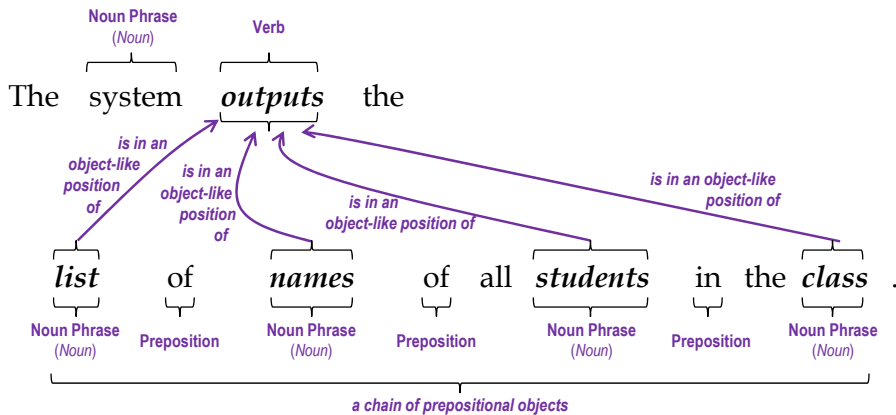 Noun Phrase
(Noun)
Verb
The system outputs the
is in an
object-like
position
of
is in an
object-like
position
of
is in an
object-like position of
is in an object-like
position of
list of names of all students in the class .
Noun Phrase
(Noun)
Preposition
Noun Phrase
(Noun)
Preposition
Noun Phrase
(Noun)
Preposition
Noun Phrase
(Noun)
a chain of prepositional objects